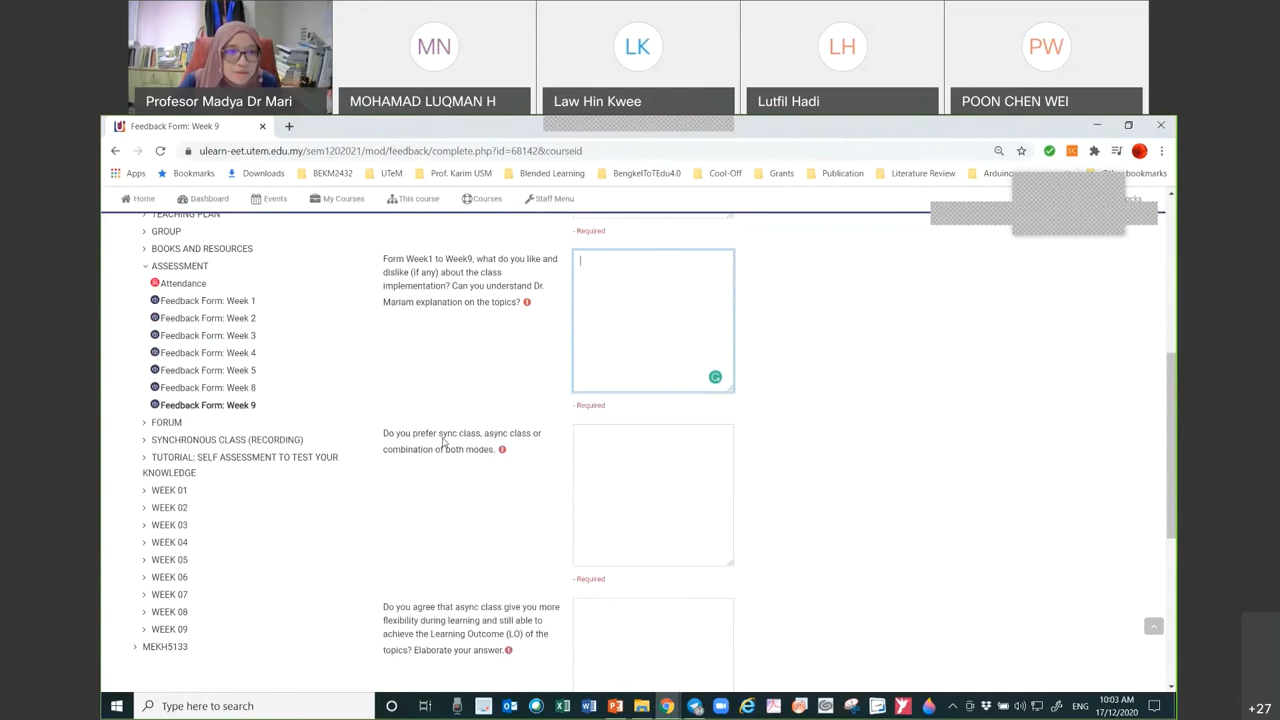 MN
LK
LH
PW
Profesor Madya Dr Mari
MOHAMAD LUQMAN H
Law Hin Kwee
Lutfil Hadi
POON CHEN WEI
Feedback Form: Week 9
ulearn-eet.utem.edu.my/sem1202021/mod/feedback/complete.php?id=68142&courseid
Apps
Bookmarks
Downloads
BEKM2432
UTeM
Prof. Karim USM
Blended Learning
BengkelToTEdu4.0
Cool-Off
Grants
Publication
Literature Review
Arduino
Other bookmarks
Home
Dashboard
Events
My Courses
This course
Courses
Staff Menu
TEACHING PLAN
GROUP
BOOKS AND RESOURCES
ASSESSMENT
Attendance
Feedback Form: Week 1
Feedback Form: Week 2
Feedback Form: Week 3
Feedback Form: Week 4
Feedback Form: Week 5
Feedback Form: Week 8
Feedback Form: Week 9
FORUM
SYNCHRONOUS CLASS (RECORDING)
TUTORIAL: SELF ASSESSMENT TO TEST YOUR
KNOWLEDGE
WEEK 01
WEEK 02
WEEK 03
WEEK 04
WEEK 05
WEEK 06
WEEK 07
WEEK 08
WEEK 09
MEKH5133
- Required
Form Week1 to Week9, what do you like and
dislike (if any) about the class
implementation? Can you understand Dr.
Mariam explanation on the topics?
- Required
Do you prefer sync class, async class or
combination of both modes.
- Required
Do you agree that async class give you more
flexibility during learning and still able to
achieve the Learning Outcome (LO) of the
topics? Elaborate your answer.
Type here to search
ENG
10:03 AM
17/12/2020
+27